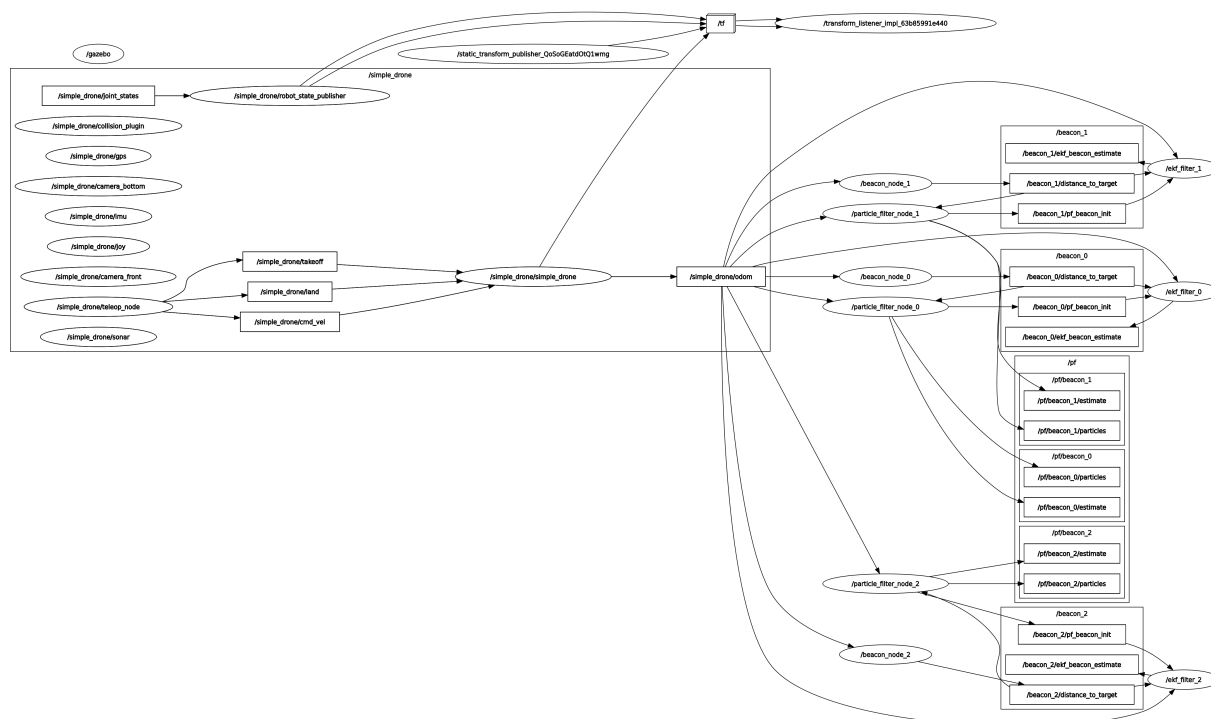 /tf
/transform_listener_impl_63b85991e440
/gazebo
/static_transform_publisher_QoSoGEatdOtQ1wmg
/simple_drone
/simple_drone/joint_states
/simple_drone/robot_state_publisher
/simple_drone/collision_plugin
/simple_drone/gps
/simple_drone/camera_bottom
/simple_drone/imu
/simple_drone/joy
/simple_drone/camera_front
/simple_drone/teleop_node
/simple_drone/sonar
/simple_drone/takeoff
/simple_drone/land
/simple_drone/cmd_vel
/simple_drone/simple_drone
/simple_drone/odom
/beacon_node_1
/particle_filter_node_1
/beacon_node_0
/particle_filter_node_0
/particle_filter_node_2
/beacon_node_2
/beacon_1
/beacon_1/ekf_beacon_estimate
/beacon_1/distance_to_target
/beacon_1/pf_beacon_init
/ekf_filter_1
/beacon_0
/beacon_0/distance_to_target
/beacon_0/pf_beacon_init
/beacon_0/ekf_beacon_estimate
/ekf_filter_0
/pf
/pf/beacon_1
/pf/beacon_1/estimate
/pf/beacon_1/particles
/pf/beacon_0
/pf/beacon_0/particles
/pf/beacon_0/estimate
/pf/beacon_2
/pf/beacon_2/estimate
/pf/beacon_2/particles
/beacon_2
/beacon_2/pf_beacon_init
/beacon_2/ekf_beacon_estimate
/beacon_2/distance_to_target
/ekf_filter_2